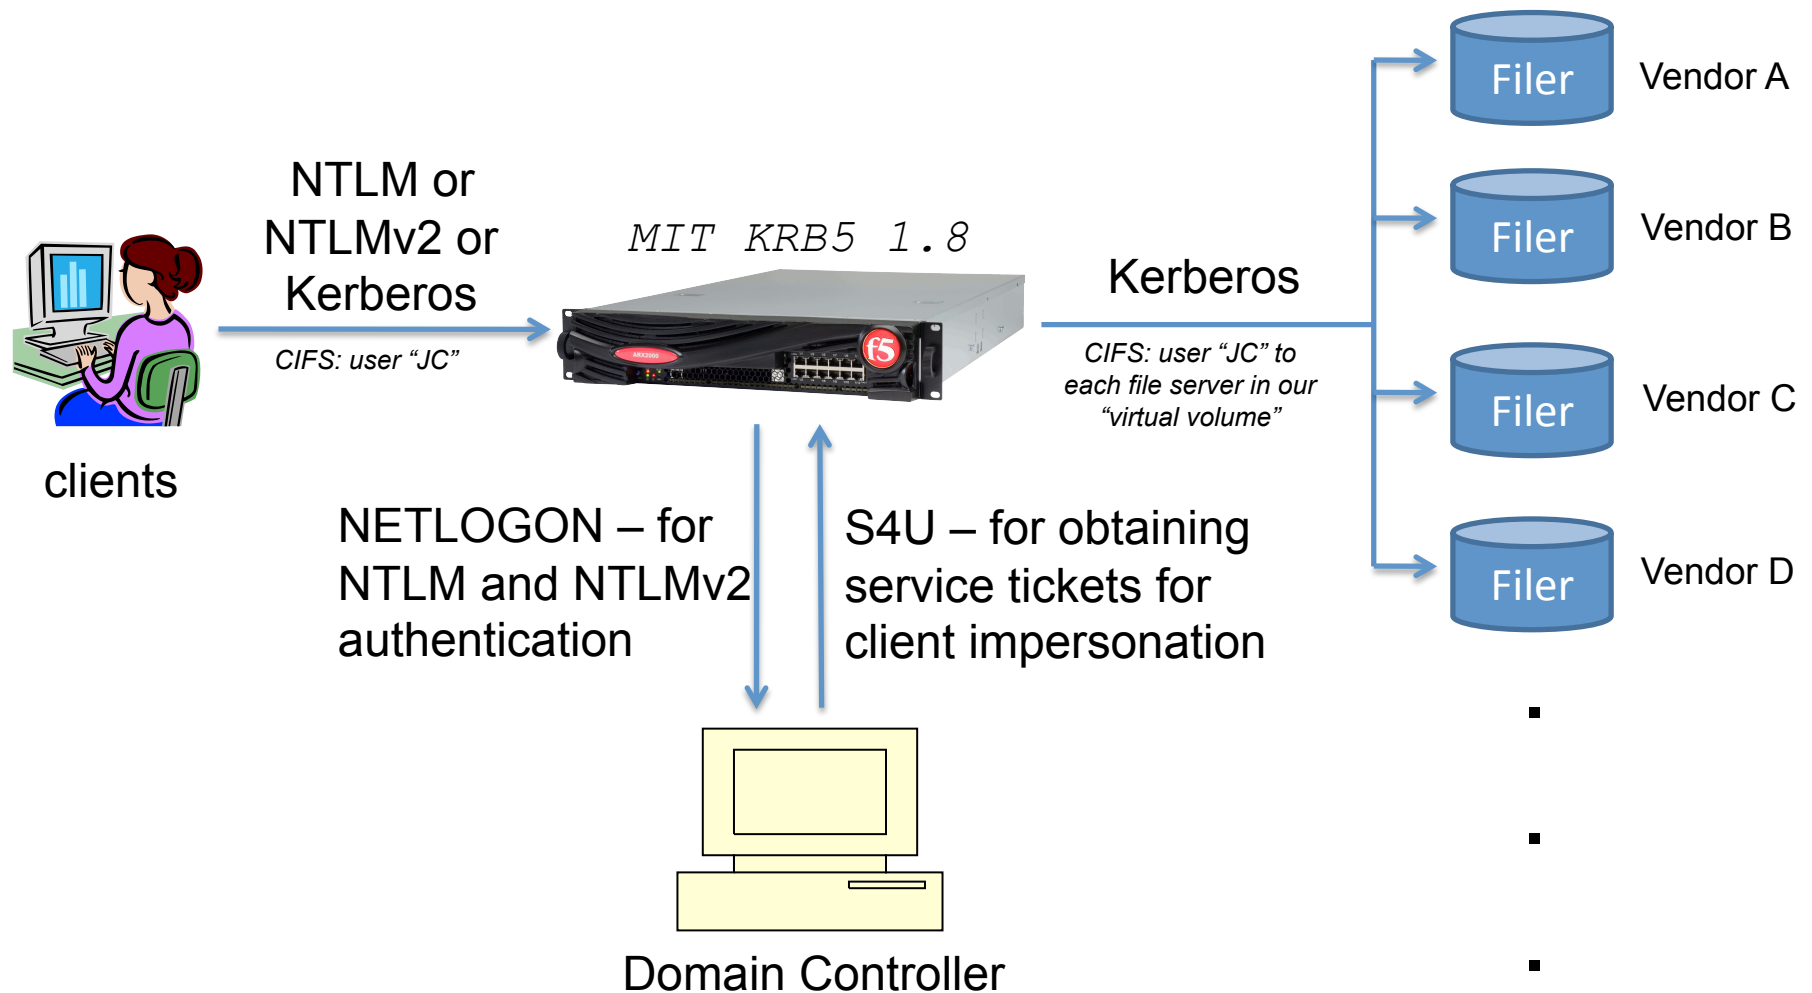 NTLM or
NTLMv2 or
Kerberos
CIFS: user “JC”
clients
MIT KRB5 1.8
ARX2000
f5
Kerberos
CIFS: user “JC” to
each file server in our
“virtual volume”
Filer
Vendor A
Filer
Vendor B
Filer
Vendor C
Filer
Vendor D
NETLOGON – for
NTLM and NTLMv2
authentication
S4U – for obtaining
service tickets for
client impersonation
Domain Controller